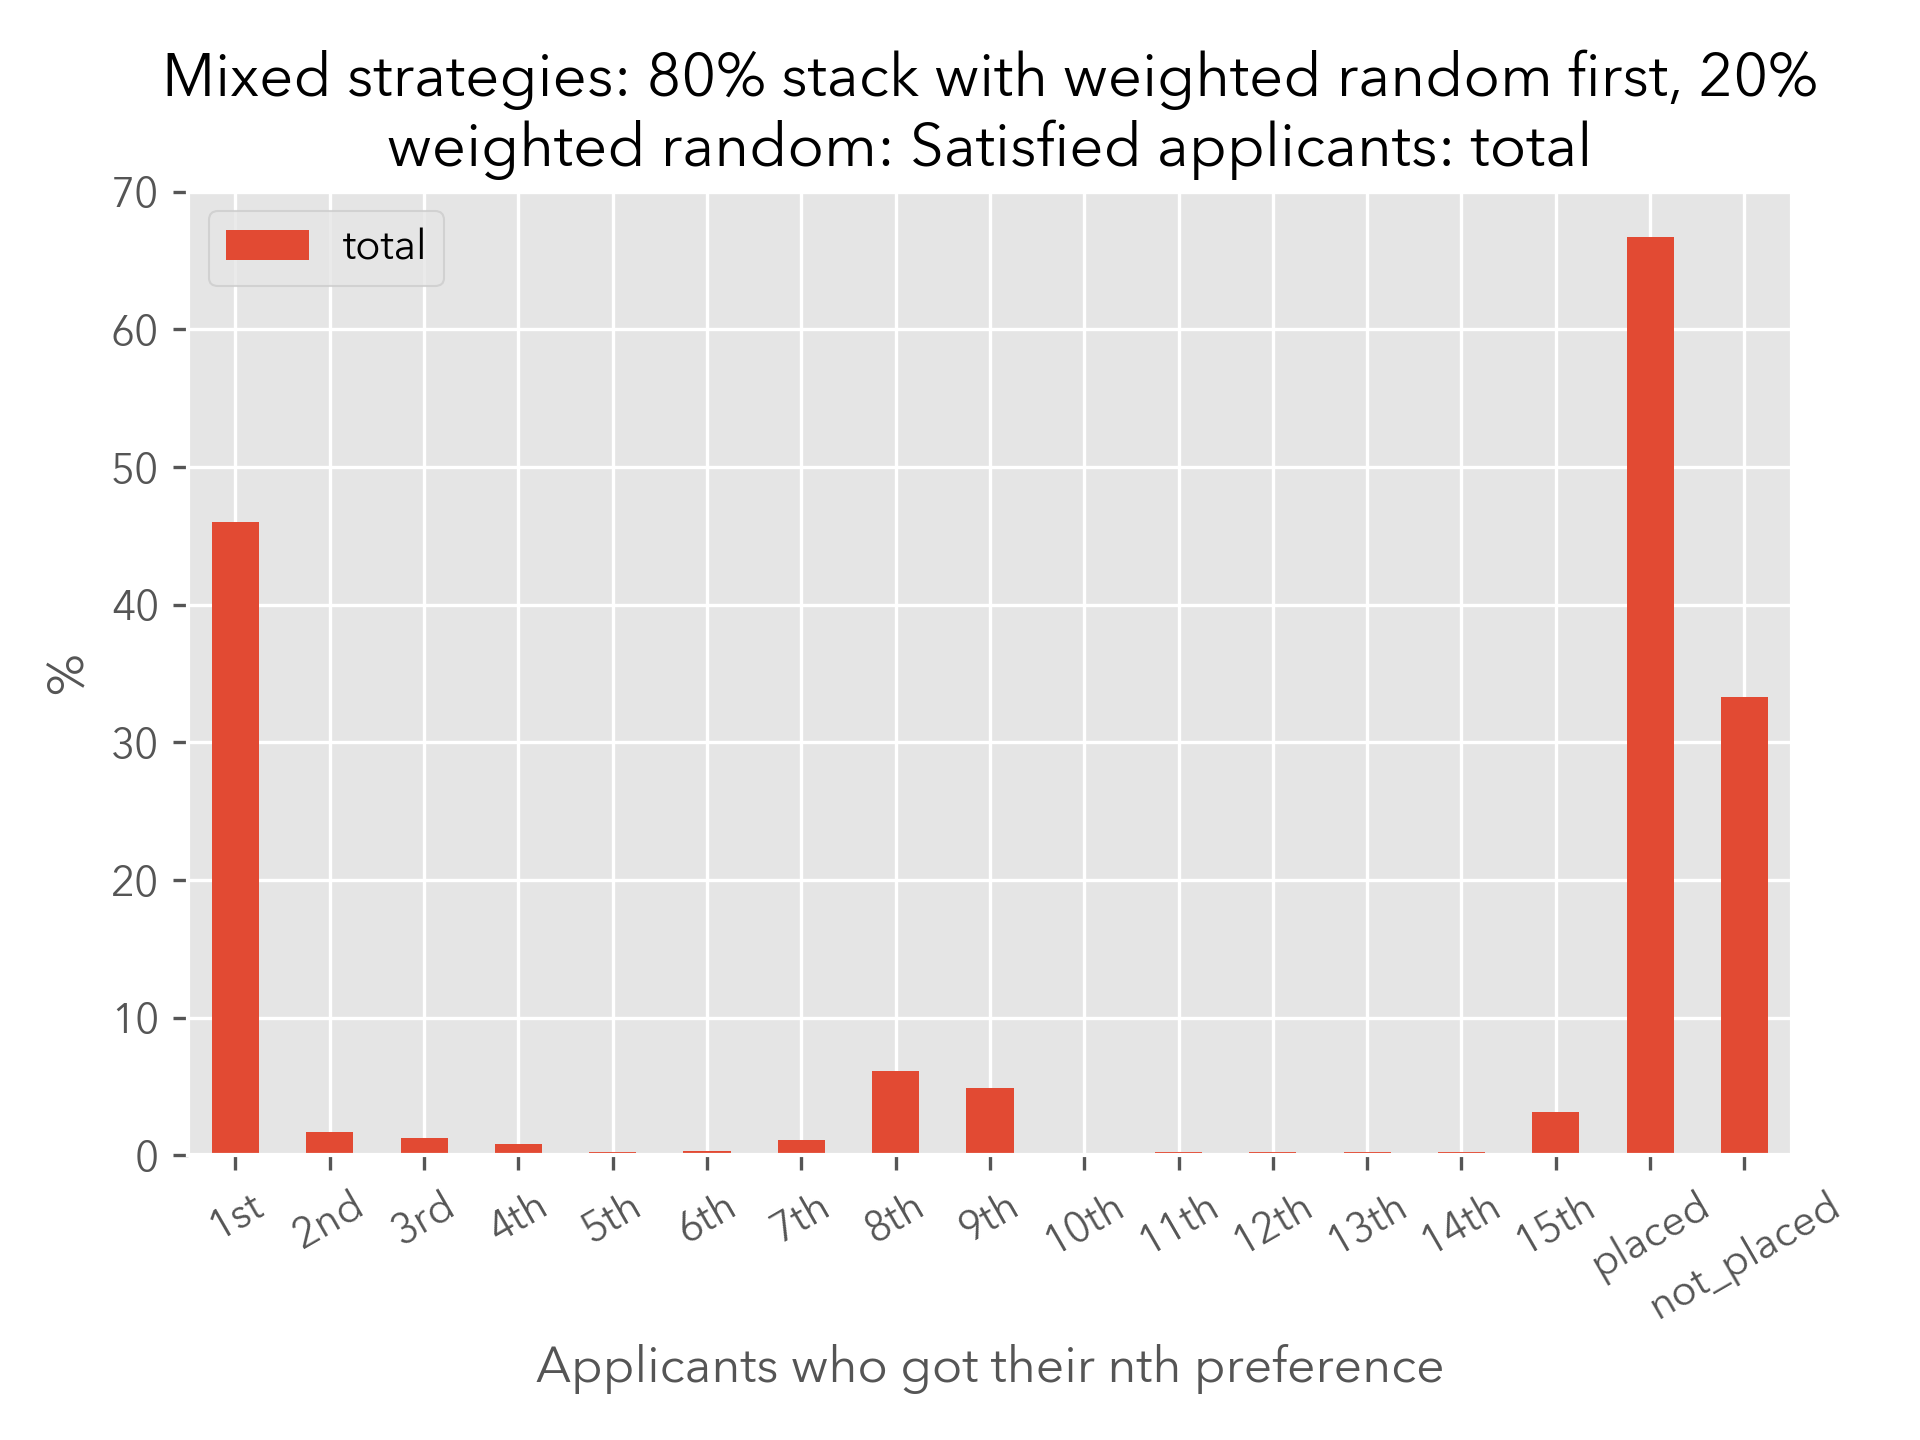 Mixed strategies: 80% stack with weighted random first, 20%
weighted random: Satisfied applicants: total
total
70
60
50
40
30
20
10
0
%
1st
2nd
3rd
4th
5th
6th
7th
8th
9th
10th
11th
12th
13th
14th
15th
placed
not_placed
Applicants who got their nth preference